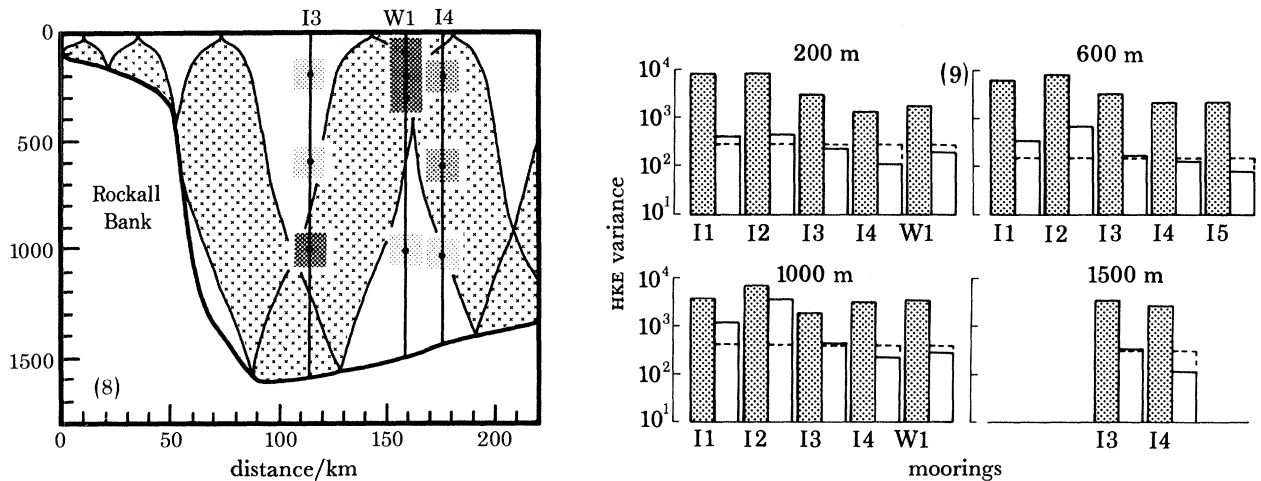 I3 W1 I4
0
500
1000
1500
Rockall
Bank
(8)
0 50 100 150 200
distance/km
200 m
10⁴
10³
10²
10¹
I1 I2 I3 I4 W1
(9)
600 m
I1 I2 I3 I4 I5
HKE variance
1000 m
10⁴
10³
10²
10¹
I1 I2 I3 I4 W1
1500 m
I3 I4
moorings